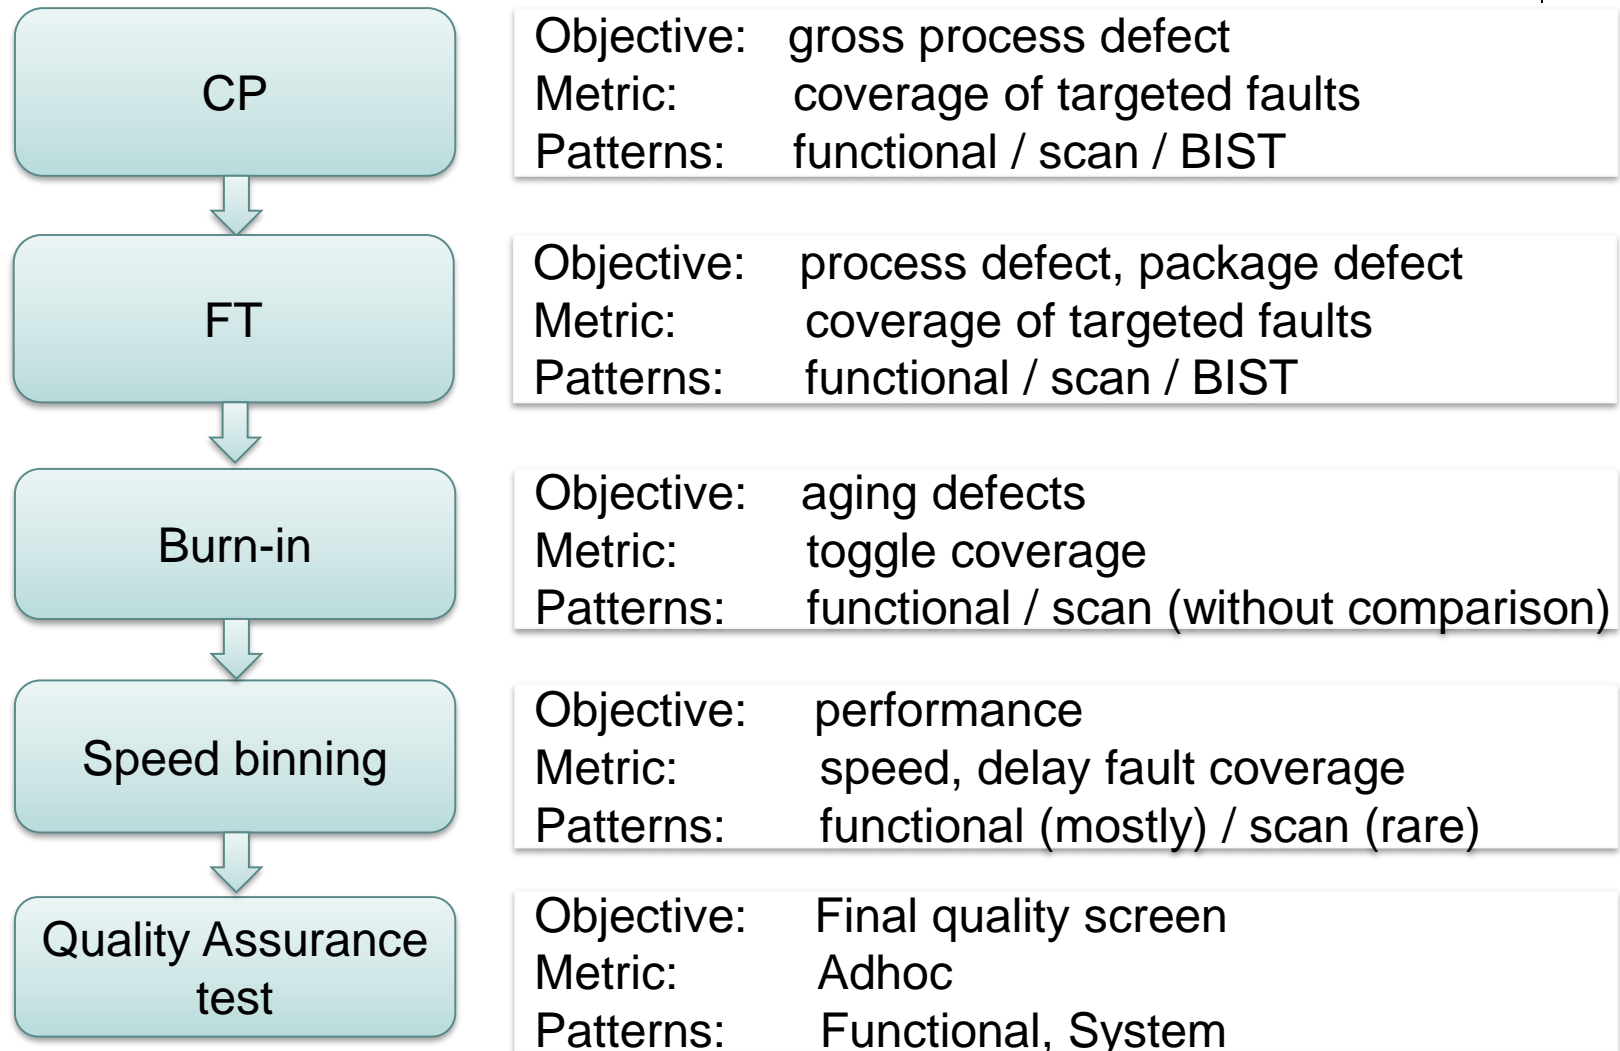 CP
Objective: gross process defect
Metric: coverage of targeted faults
Patterns: functional / scan / BIST
FT
Objective: process defect, package defect
Metric: coverage of targeted faults
Patterns: functional / scan / BIST
Burn-in
Objective: aging defects
Metric: toggle coverage
Patterns: functional / scan (without comparison)
Speed binning
Objective: performance
Metric: speed, delay fault coverage
Patterns: functional (mostly) / scan (rare)
Quality Assurance
test
Objective: Final quality screen
Metric: Adhoc
Patterns: Functional, System